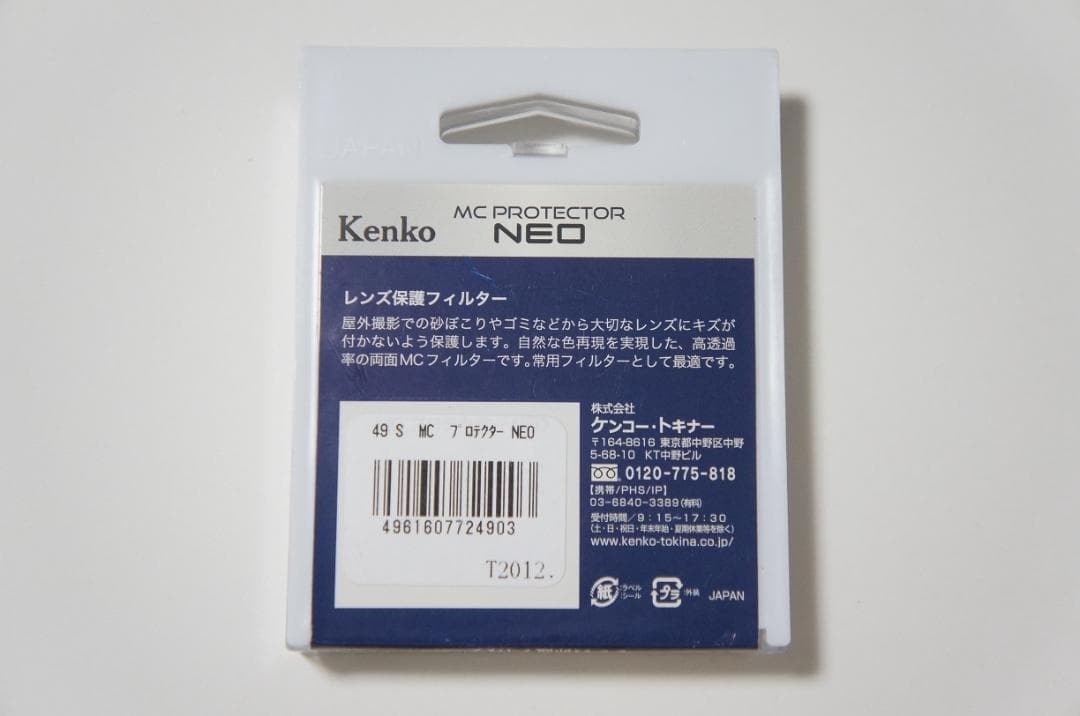 JAPAN
Kenko
MC PROTECTOR
NEO
レンズ保護フィルター
屋外撮影での砂ぼこりやゴミなどから大切なレンズにキズが
付かないよう保護します。自然な色再現を実現した、高透過
率の両面MCフィルターです。常用フィルターとして最適です。
49 S MC プロテクター NEO
4961607724903
T2012.
株式会社
ケンコー・トキナー
〒164-8616 東京都中野区中野
5-68-10 KT中野ビル
0120-775-818
【携帯/PHS/IP】
03-6840-3389(有料)
受付時間/9:15~17:30
(土・日・祝日・年末年始・夏期休業等を除く)
www.kenko-tokina.co.jp/
紙 :ラベル
:シール
プラ :外装
JAPAN